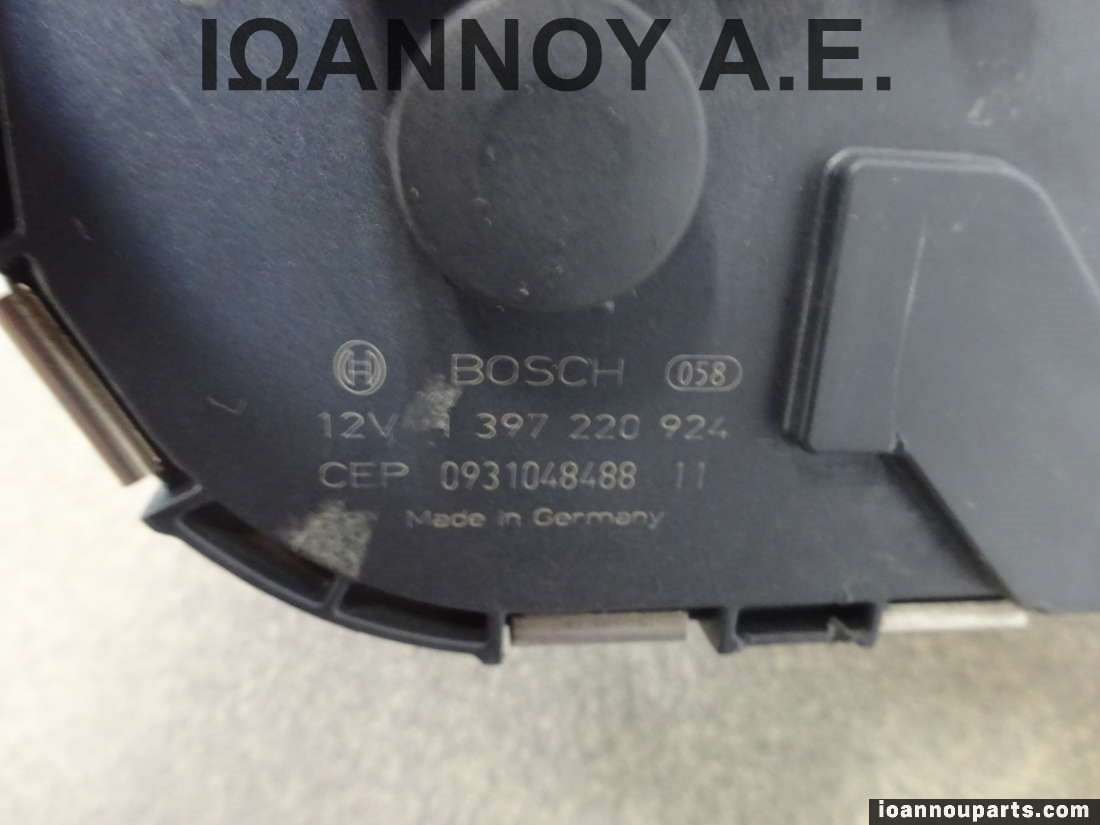 ΙΩΑΝΝΟΥ Α.Ε.
BOSCH 058
12V 1 397 220 924
CEP 0931048488 11
Made in Germany
ioannouparts.com